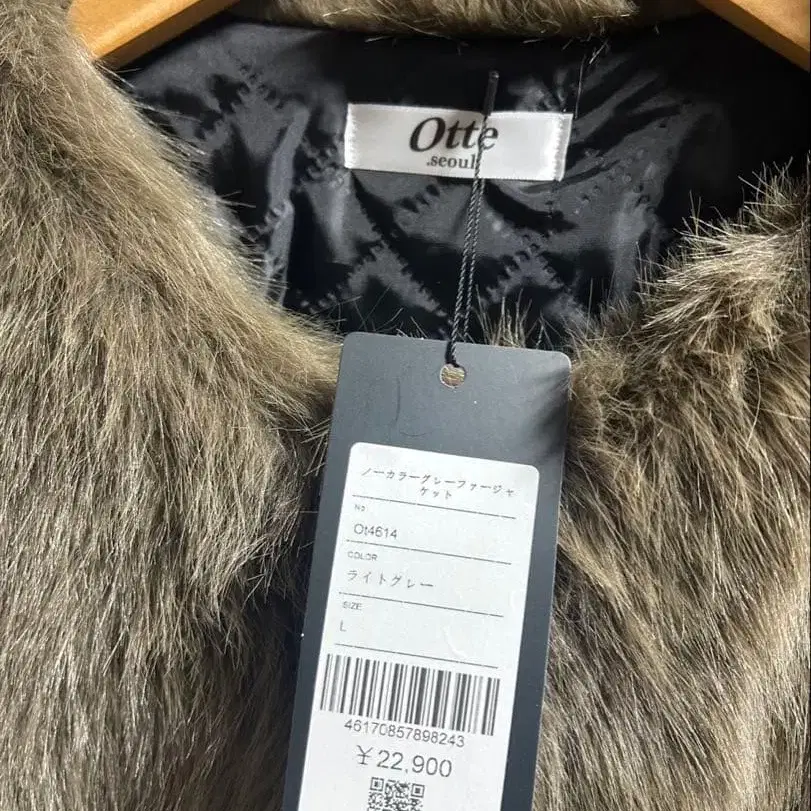 Otte
.seoul
ノーカラーグレーファージャ
ケット
No
Ot4614
COLOR
ライトグレー
SIZE
L
46170857898243
¥22,900